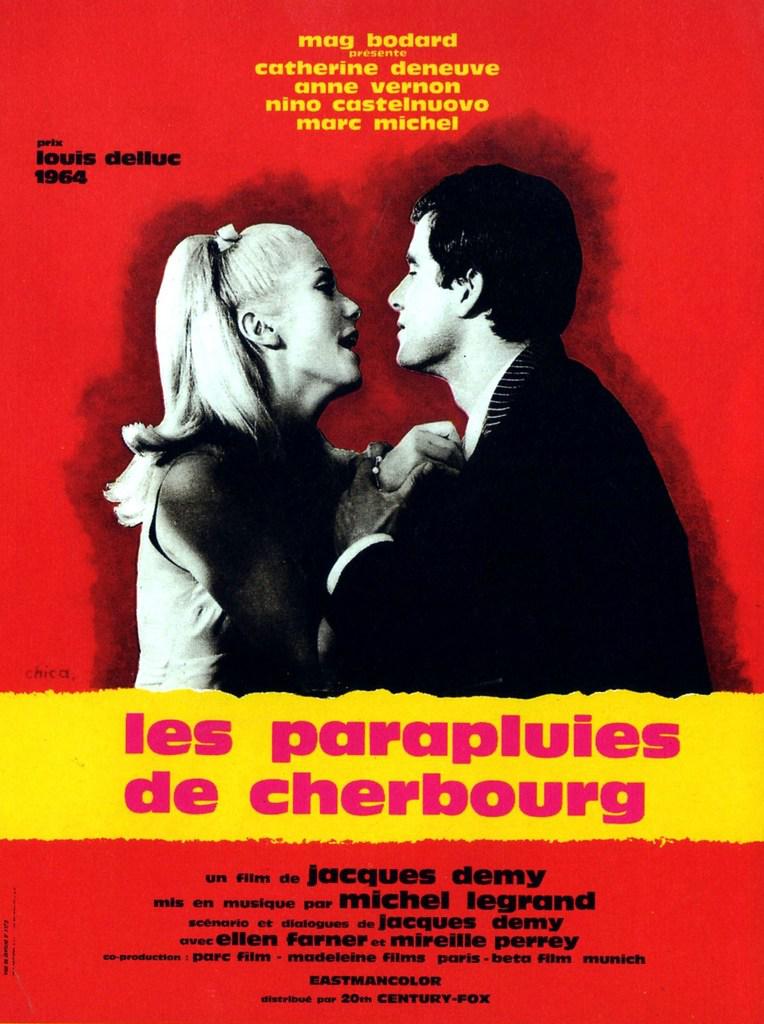 mag bodard
présente
catherine deneuve
anne vernon
nino castelnuovo
marc michel
prix
louis delluc
1964
chica,
les parapluies
de cherbourg
un film de jacques demy
mis en musique par michel legrand
scénario et dialogues de jacques demy
avec ellen farner et mireille perrey
co-production : parc film - madeleine films paris - beta film munich
EASTMANCOLOR
distribué par 20th CENTURY-FOX